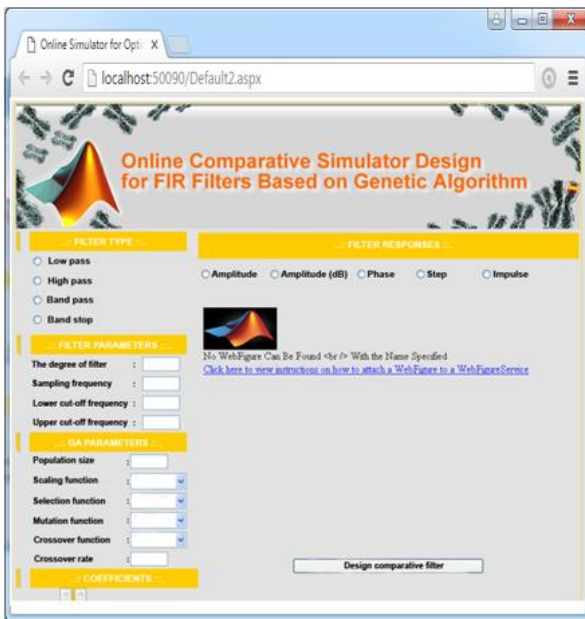 Online Simulator for Opti
localhost:50090/Default2.aspx
Online Comparative Simulator Design
for FIR Filters Based on Genetic Algorithm
..:: FILTER TYPE ::..
Low pass
High pass
Band pass
Band stop
..:: FILTER PARAMETERS ::..
The degree of filter :
Sampling frequency :
Lower cut-off frequency :
Upper cut-off frequency :
..:: GA PARAMETERS ::..
Population size :
Scaling function :
Selection function :
Mutation function :
Crossover function :
Crossover rate :
..:: COEFFICIENTS ::..
..:: FILTER RESPONSES ::..
Amplitude Amplitude (dB) Phase Step Impulse
No WebFigure Can Be Found <br /> With the Name Specified
Click here to view instructions on how to attach a WebFigure to a WebFigureService
Design comparative filter